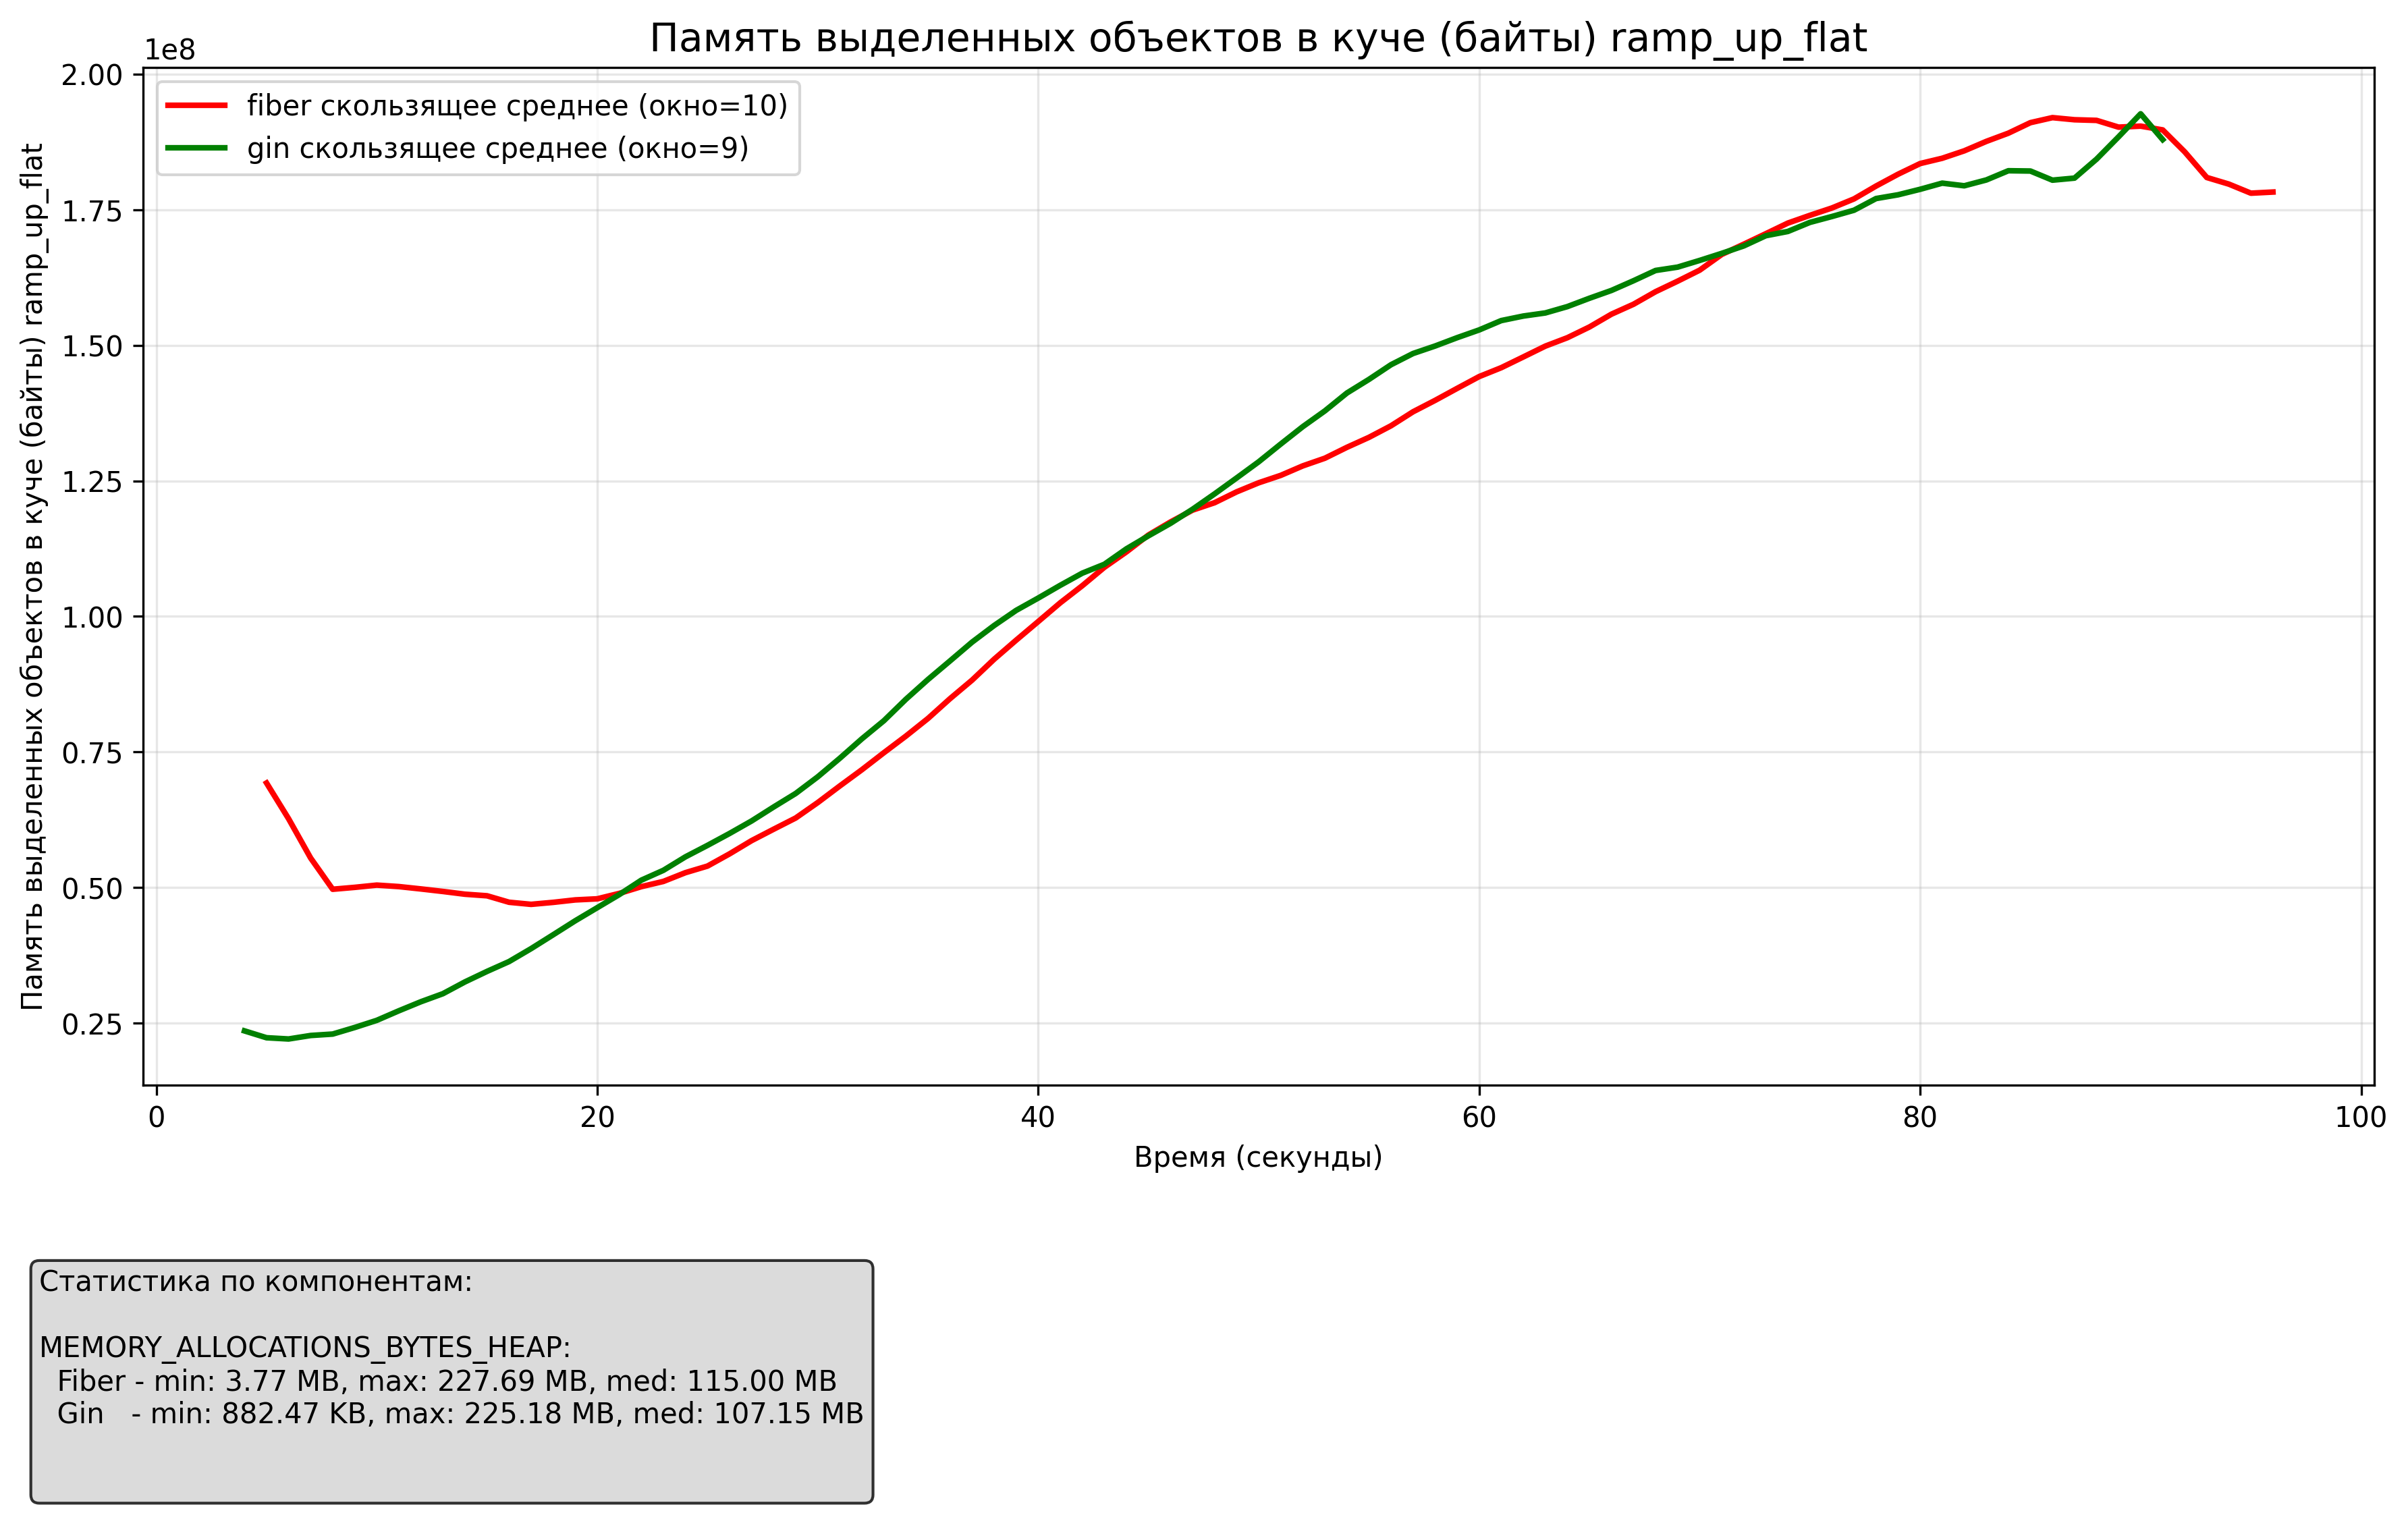 Память выделенных объектов в куче (байты) ramp_up_flat
1e8
fiber скользящее среднее (окно=10)
gin скользящее среднее (окно=9)
Память выделенных объектов в куче (байты) ramp_up_flat
2.00
1.75
1.50
1.25
1.00
0.75
0.50
0.25
0 20 40 60 80 100
Время (секунды)
Статистика по компонентам:
MEMORY_ALLOCATIONS_BYTES_HEAP:
Fiber - min: 3.77 MB, max: 227.69 MB, med: 115.00 MB
Gin - min: 882.47 KB, max: 225.18 MB, med: 107.15 MB